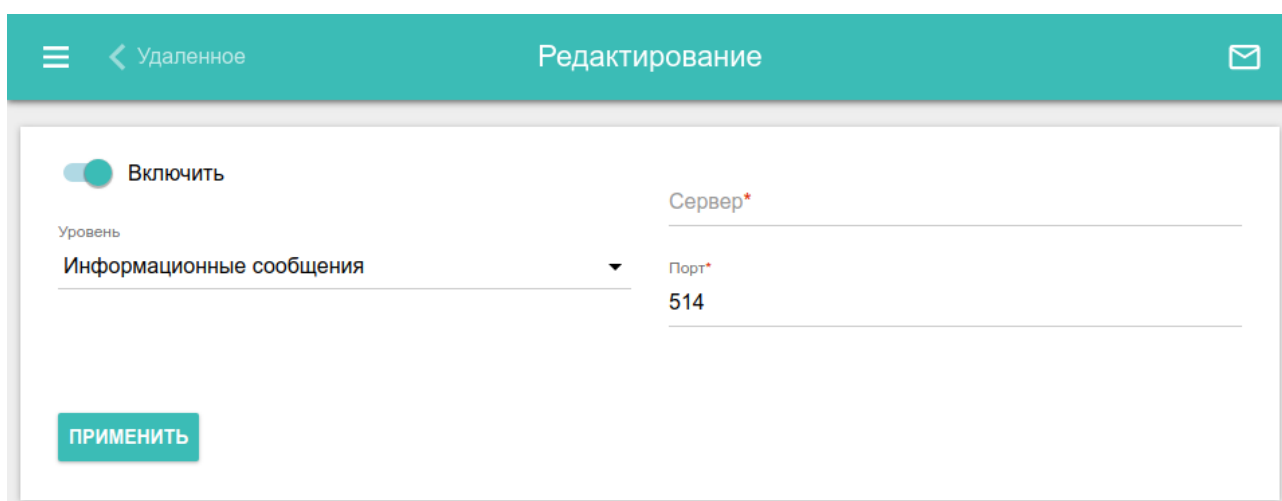 Удаленное
Редактирование
Включить
Сервер*
Уровень
Информационные сообщения
Порт*
514
ПРИМЕНИТЬ